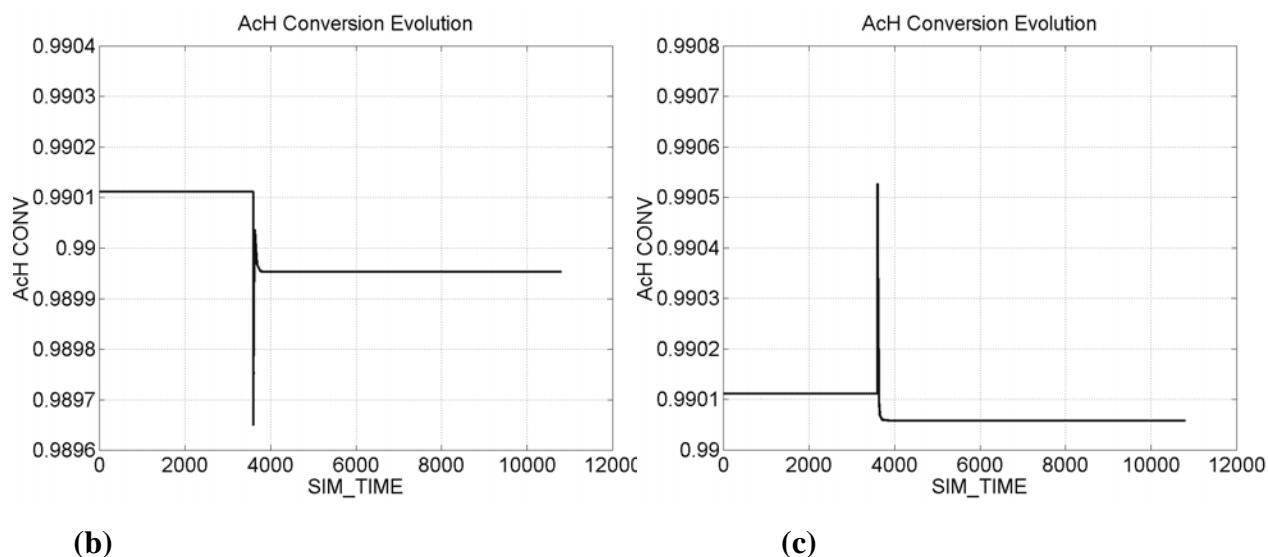 AcH Conversion Evolution
AcH CONV
0.9904
0.9903
0.9902
0.9901
0.99
0.9899
0.9898
0.9897
0.9896
0 2000 4000 6000 8000 10000 12000
SIM_TIME
(b)
AcH Conversion Evolution
AcH CONV
0.9908
0.9907
0.9906
0.9905
0.9904
0.9903
0.9902
0.9901
0.99
0 2000 4000 6000 8000 10000 12000
SIM_TIME
(c)